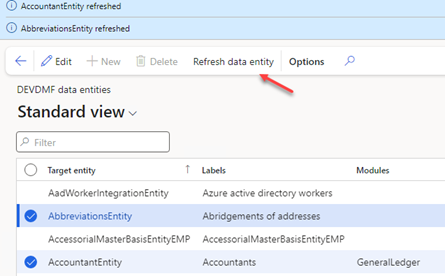 AccountantEntity refreshed
AbbreviationsEntity refreshed
Edit New Delete Refresh data entity Options
DEVDMF data entities
Standard view
Filter
Target entity Labels Modules
AadWorkerIntegrationEntity Azure active directory workers
AbbreviationsEntity Abridgements of addresses
AccessorialMasterBasisEntityEMP AccessorialMasterBasisEntityEMP
AccountantEntity Accountants GeneralLedger